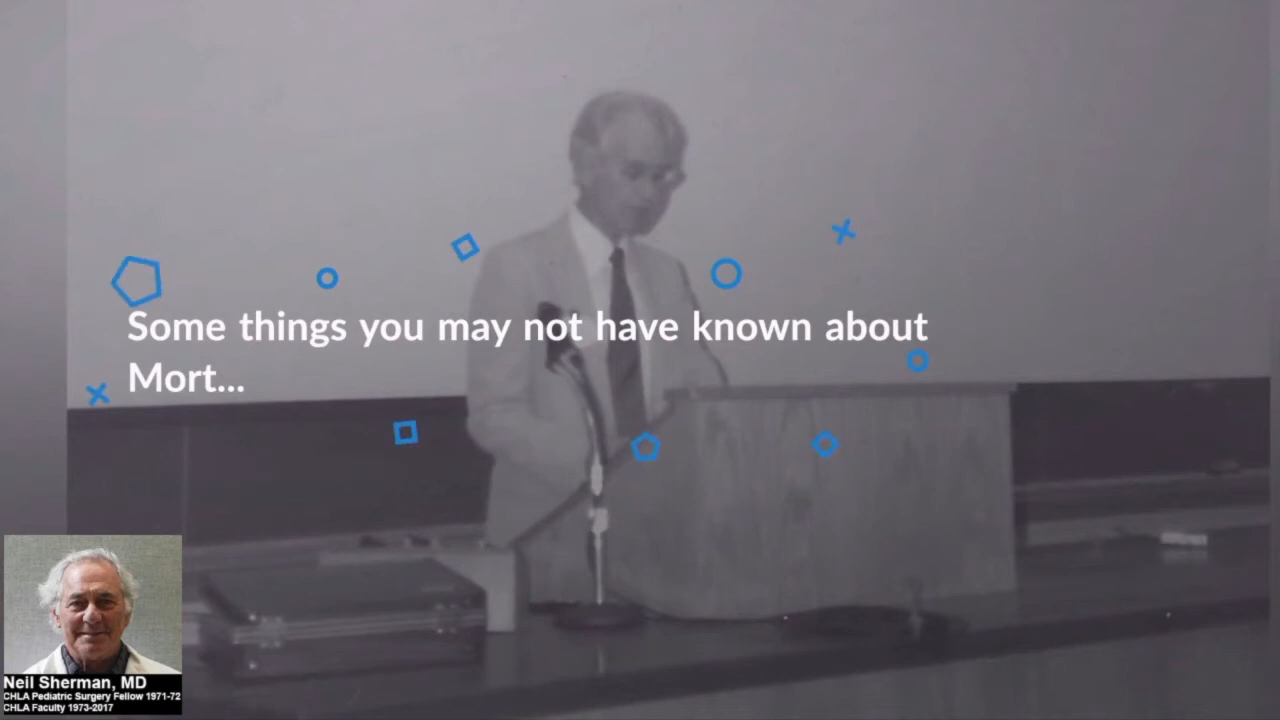 Some things you may not have known about
Mort...
Neil Sherman, MD
CHLA Pediatric Surgery Fellow 1971-72
CHLA Faculty 1973-2017